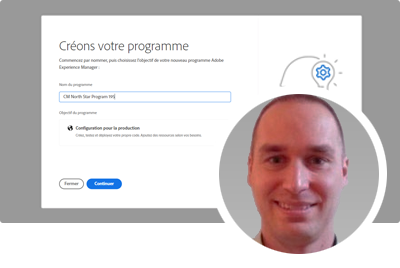 Créons votre programme
Commencez par nommer, puis choisissez l'objectif de votre nouveau programme Adobe
Experience Manager :
Nom du programme
CM North Star Program
Objectif du programme
Configuration pour la production
Créez, testez et déployez votre propre code. Ajoutez des ressources selon vos besoins.
Fermer
Continuer